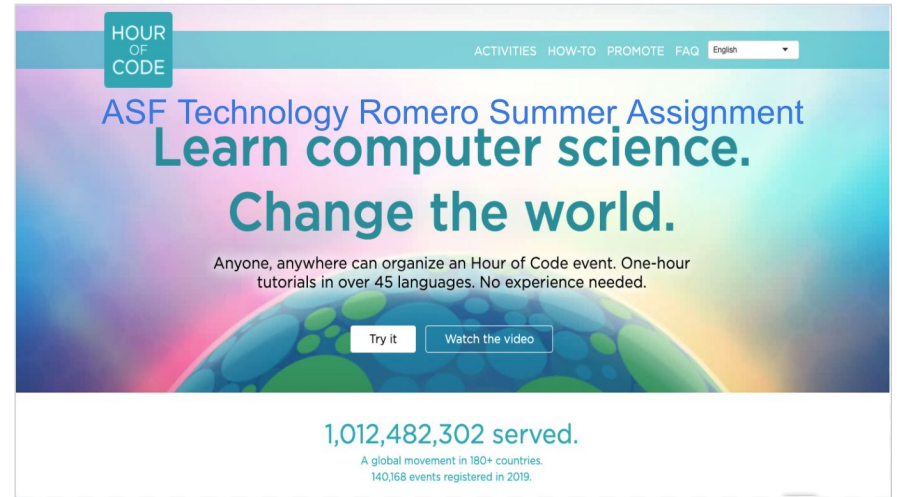 HOUR
OF
CODE
ACTIVITIES HOW-TO PROMOTE FAQ English
ASF Technology Romero Summer Assignment
Learn computer science.
Change the world.
Anyone, anywhere can organize an Hour of Code event. One-hour
tutorials in over 45 languages. No experience needed.
Try it Watch the video
1,012,482,302 served.
A global movement in 180+ countries.
140,168 events registered in 2019.